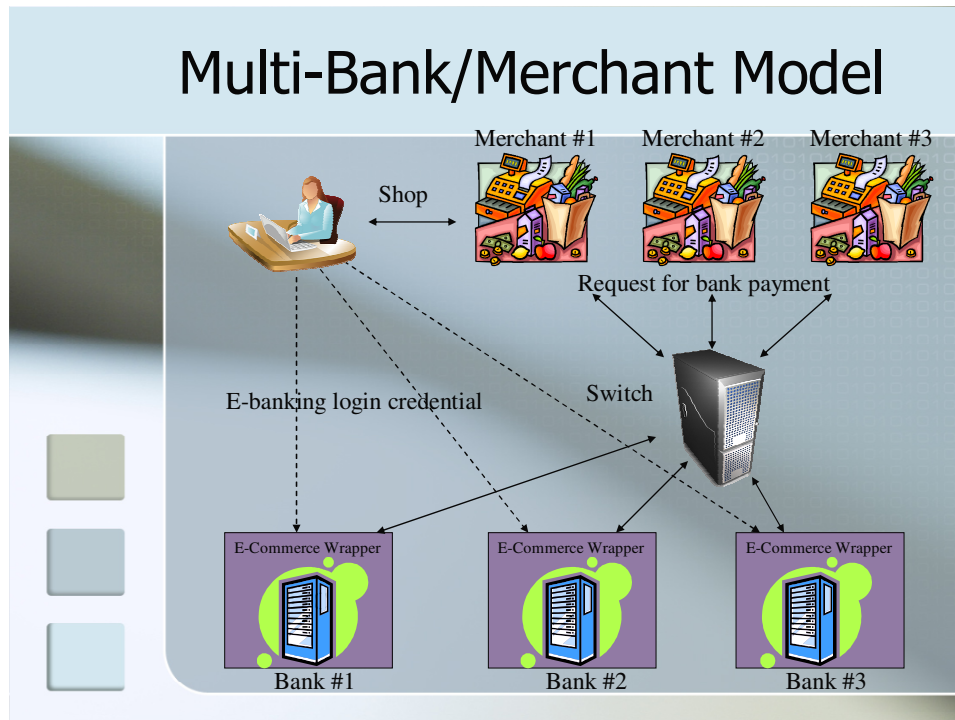 Multi-Bank/Merchant Model
Merchant #1
Merchant #2
Merchant #3
Shop
Request for bank payment
Switch
E-banking login credential
E-Commerce Wrapper
E-Commerce Wrapper
E-Commerce Wrapper
Bank #1
Bank #2
Bank #3